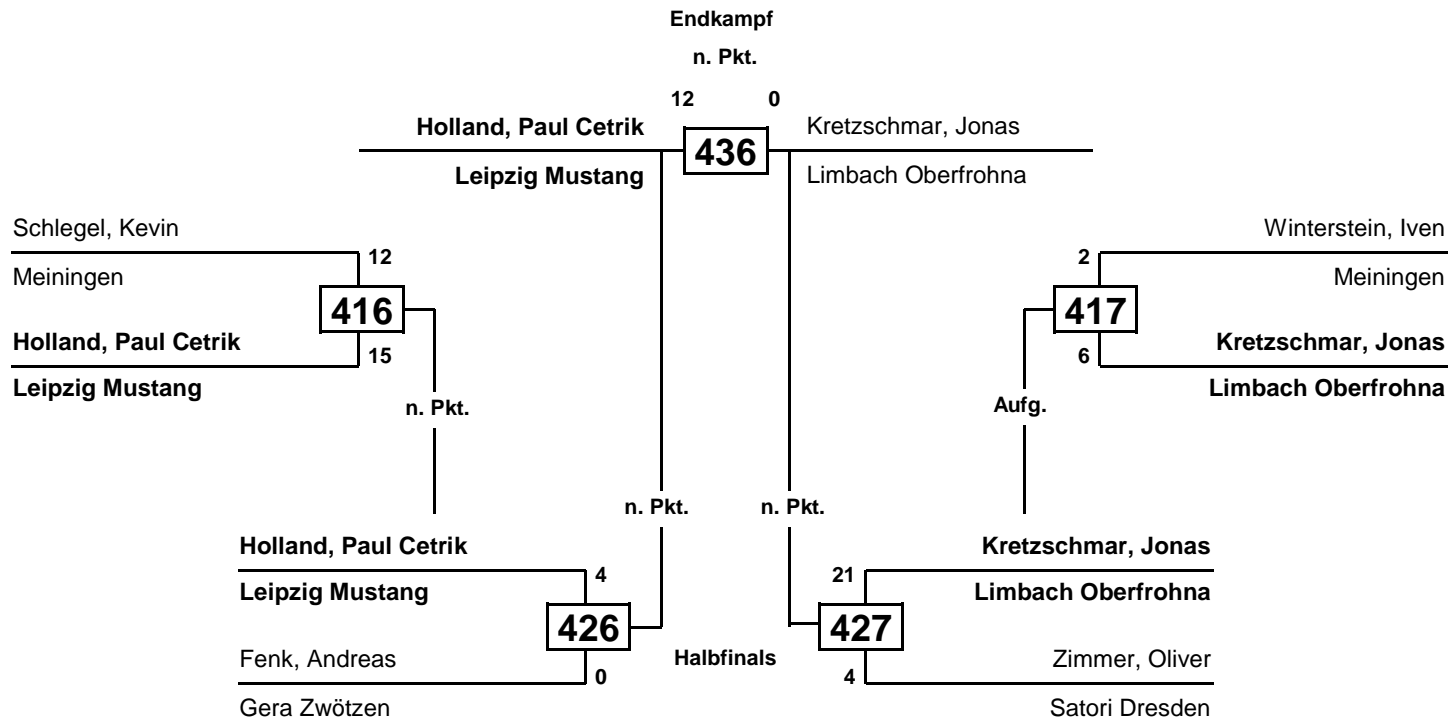 Endkampf
n. Pkt.
12 0
Holland, Paul Cetrik
Leipzig Mustang
436
Kretzschmar, Jonas
Limbach Oberfrohna
Schlegel, Kevin
Meiningen
12
416
Holland, Paul Cetrik
Leipzig Mustang
15
n. Pkt.
Winterstein, Iven
Meiningen
2
417
Kretzschmar, Jonas
Limbach Oberfrohna
6
Aufg.
n. Pkt.
n. Pkt.
Holland, Paul Cetrik
Leipzig Mustang
4
426
Fenk, Andreas
Gera Zwötzen
0
Halbfinals
Kretzschmar, Jonas
Limbach Oberfrohna
21
427
Zimmer, Oliver
Satori Dresden
4